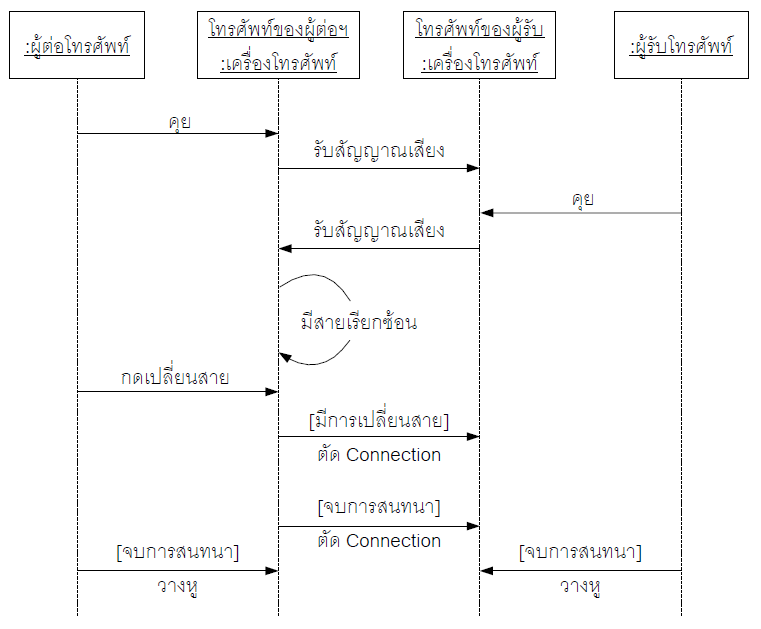 :ผู้ต่อโทรศัพท์
โทรศัพท์ของผู้ต่อฯ
:เครื่องโทรศัพท์
โทรศัพท์ของผู้รับ
:เครื่องโทรศัพท์
:ผู้รับโทรศัพท์
คุย
รับสัญญาณเสียง
คุย
รับสัญญาณเสียง
มีสายเรียกซ้อน
กดเปลี่ยนสาย
[มีการเปลี่ยนสาย]
ตัด Connection
[จบการสนทนา]
ตัด Connection
[จบการสนทนา]
วางหู
[จบการสนทนา]
วางหู